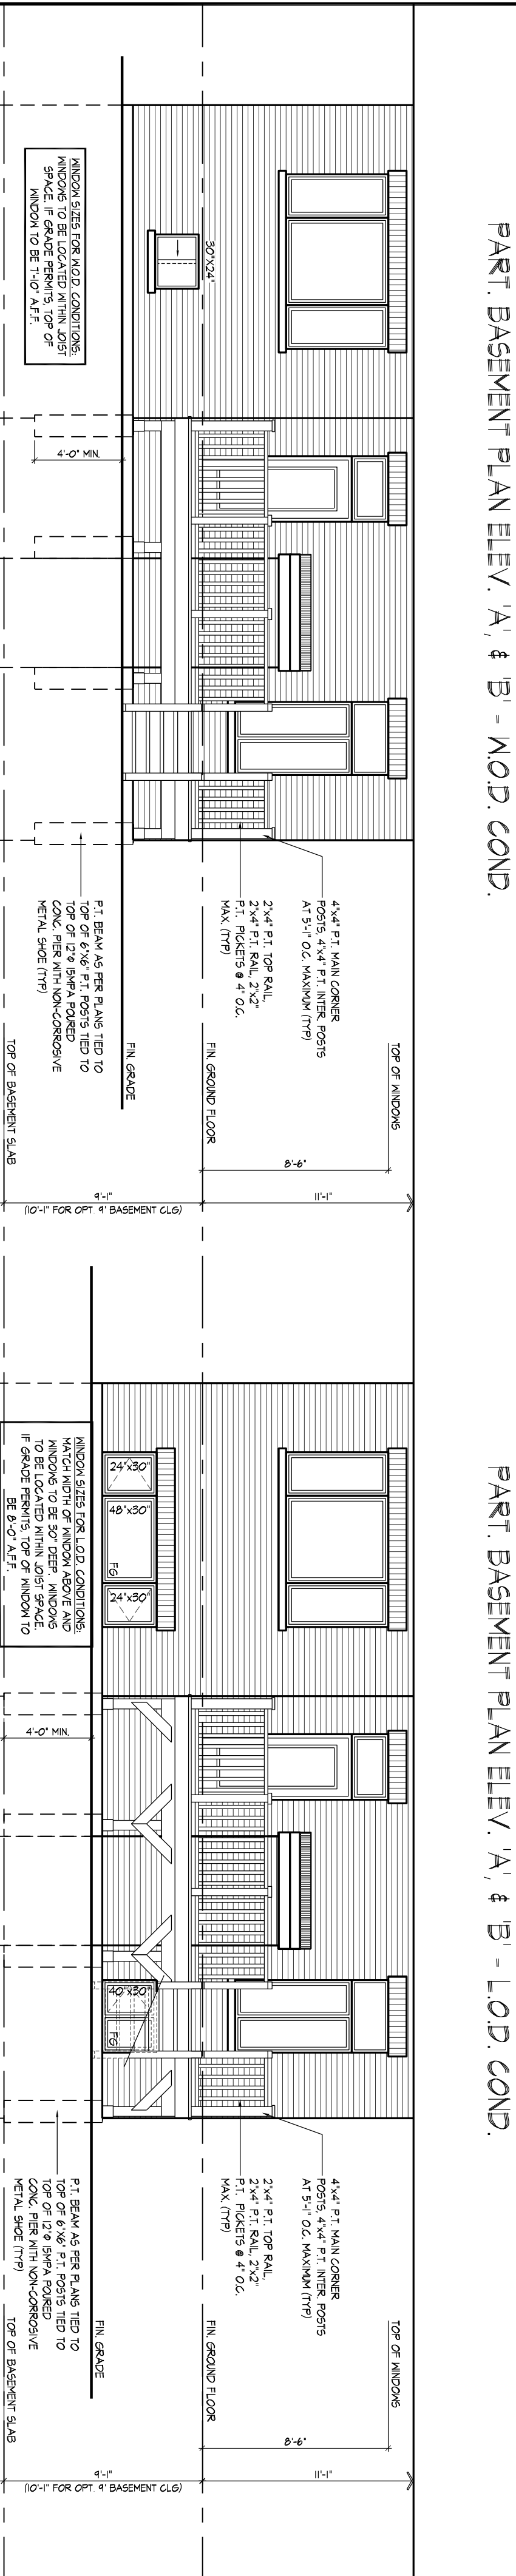 PART. BASEMENT PLAN ELEV. 'A', & 'B' - W.O.D. COND.
30"X24"
WINDOW SIZES FOR W.O.D. CONDITIONS:
WINDOWS TO BE LOCATED WITHIN JOIST
SPACE. IF GRADE PERMITS, TOP OF
WINDOW TO BE 7'-10" A.F.F.
4'-0" MIN.
TOP OF WINDOWS
4"x4" P.T. MAIN CORNER
POSTS, 4"x4" P.T. INTER. POSTS
AT 5'-1" O.C. MAXIMUM (TYP)
2"x4" P.T. TOP RAIL,
2"x4" P.T. RAIL, 2"x2"
P.T. PICKETS @ 4" O.C.
MAX. (TYP)
FIN. GROUND FLOOR
FIN. GRADE
P.T. BEAM AS PER PLANS TIED TO
TOP OF 6"X6" P.T. POSTS TIED TO
TOP OF 12"Ø 15MPA POURED
CONC. PIER WITH NON-CORROSIVE
METAL SHOE (TYP)
TOP OF BASEMENT SLAB
8'-6"
11'-1"
9'-1"
(10'-1" FOR OPT. 9' BASEMENT CLG)
PART. BASEMENT PLAN ELEV. 'A', & 'B' - L.O.D. COND.
24"x30"
48"x30"
FG
24"x30"
WINDOW SIZES FOR L.O.D. CONDITIONS:
MATCH WIDTH OF WINDOW ABOVE AND
WINDOWS TO BE 30" DEEP. WINDOWS
TO BE LOCATED WITHIN JOIST SPACE.
IF GRADE PERMITS, TOP OF WINDOW TO
BE 8'-0" A.F.F.
4'-0" MIN.
40"x30"
FG
TOP OF WINDOWS
4"x4" P.T. MAIN CORNER
POSTS, 4"x4" P.T. INTER. POSTS
AT 5'-1" O.C. MAXIMUM (TYP)
2"x4" P.T. TOP RAIL,
2"x4" P.T. RAIL, 2"x2"
P.T. PICKETS @ 4" O.C.
MAX. (TYP)
FIN. GROUND FLOOR
FIN. GRADE
P.T. BEAM AS PER PLANS TIED TO
TOP OF 6"X6" P.T. POSTS TIED TO
TOP OF 12"Ø 15MPA POURED
CONC. PIER WITH NON-CORROSIVE
METAL SHOE (TYP)
TOP OF BASEMENT SLAB
8'-6"
11'-1"
9'-1"
(10'-1" FOR OPT. 9' BASEMENT CLG)